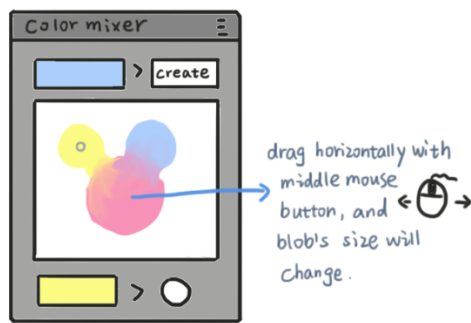 Color mixer
create
drag horizontally with
middle mouse
button, and
blob's size will
change.